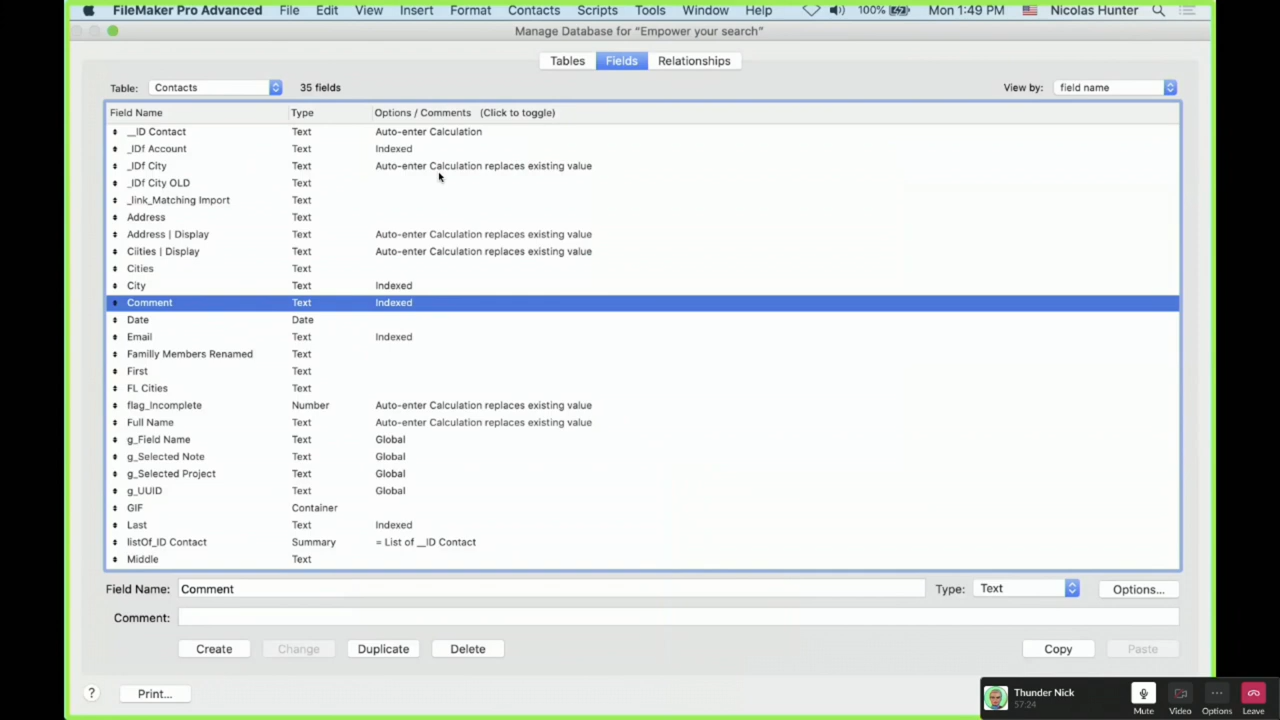 FileMaker Pro Advanced File Edit View Insert Format Contacts Scripts Tools Window Help 100% Mon 1:49 PM Nicolas Hunter
Manage Database for "Empower your search"
Tables Fields Relationships
Table: Contacts 35 fields View by: field name
Field Name Type Options / Comments (Click to toggle)
__ID Contact Text Auto-enter Calculation
_IDf Account Text Indexed
_IDf City Text Auto-enter Calculation replaces existing value
_IDf City OLD Text
_link_Matching Import Text
Address Text
Address | Display Text Auto-enter Calculation replaces existing value
Ciities | Display Text Auto-enter Calculation replaces existing value
Cities Text
City Text Indexed
Comment Text Indexed
Date Date
Email Text Indexed
Familly Members Renamed Text
First Text
FL Cities Text
flag_Incomplete Number Auto-enter Calculation replaces existing value
Full Name Text Auto-enter Calculation replaces existing value
g_Field Name Text Global
g_Selected Note Text Global
g_Selected Project Text Global
g_UUID Text Global
GIF Container
Last Text Indexed
listOf_ID Contact Summary = List of __ID Contact
Middle Text
Field Name: Comment Type: Text Options...
Comment:
Create Change Duplicate Delete Copy Paste
? Print...
Thunder Nick
57:24
Mute Video Options Leave